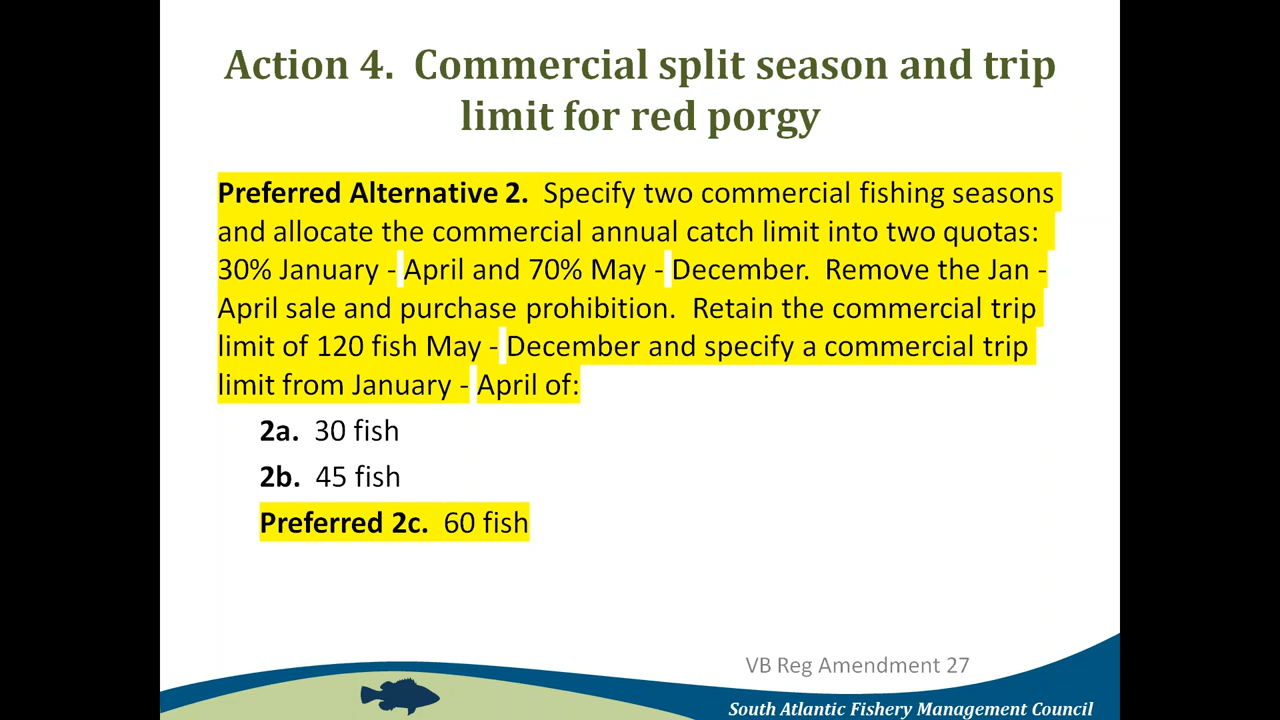 Action 4.  Commercial split season and trip
limit for red porgy
Preferred Alternative 2.  Specify two commercial fishing seasons
and allocate the commercial annual catch limit into two quotas:
30% January - April and 70% May - December.  Remove the Jan -
April sale and purchase prohibition.  Retain the commercial trip
limit of 120 fish May - December and specify a commercial trip
limit from January - April of:
2a.  30 fish
2b.  45 fish
Preferred 2c.  60 fish
VB Reg Amendment 27
South Atlantic Fishery Management Council